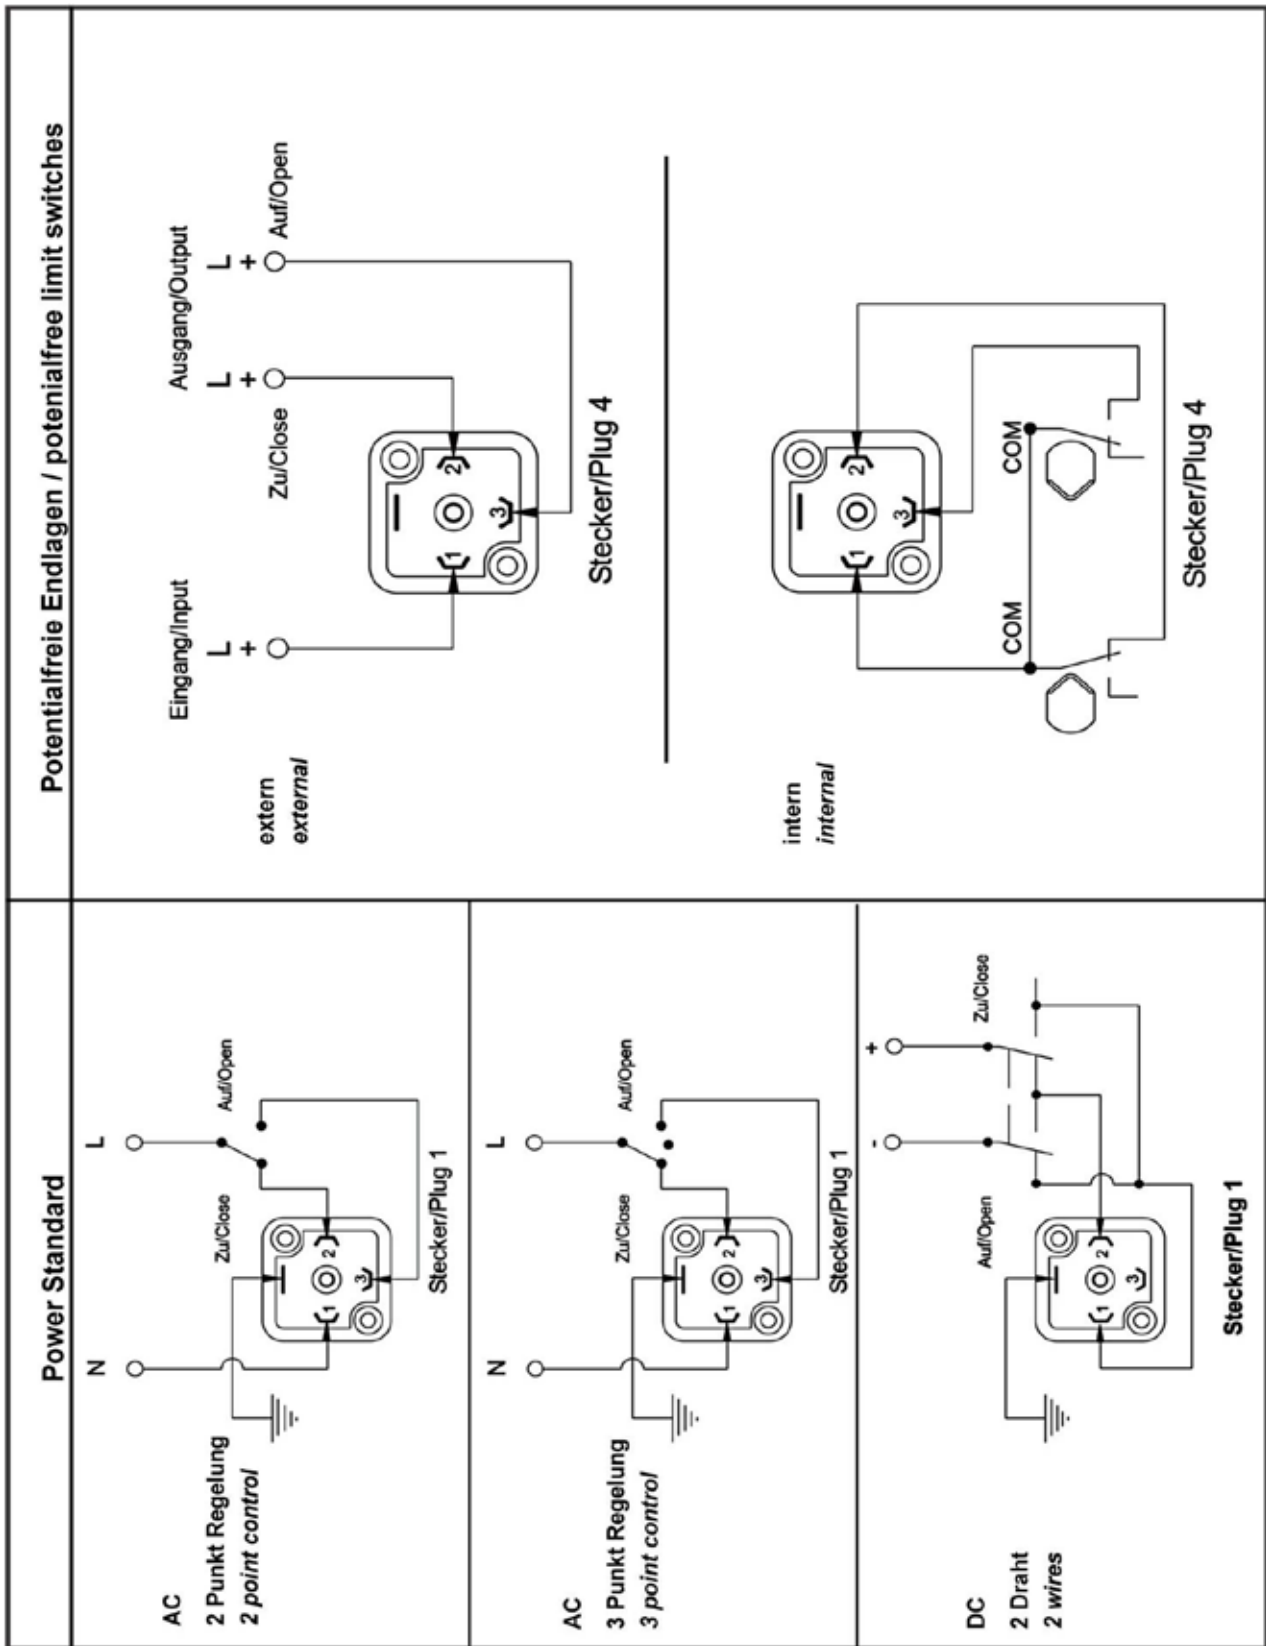 Power Standard
AC
2 Punkt Regelung
2 point control
N
L
Zu/Close
Auf/Open
1
2
3
Stecker/Plug 1
AC
3 Punkt Regelung
3 point control
N
L
Zu/Close
Auf/Open
1
2
3
Stecker/Plug 1
DC
2 Draht
2 wires
-
+
Auf/Open
Zu/Close
1
2
3
Stecker/Plug 1
Potentialfreie Endlagen / potenialfree limit switches
extern
external
Eingang/Input
Ausgang/Output
L
+
L
+
L
+
Zu/Close
Auf/Open
1
2
3
Stecker/Plug 4
intern
internal
1
2
3
COM
COM
Stecker/Plug 4